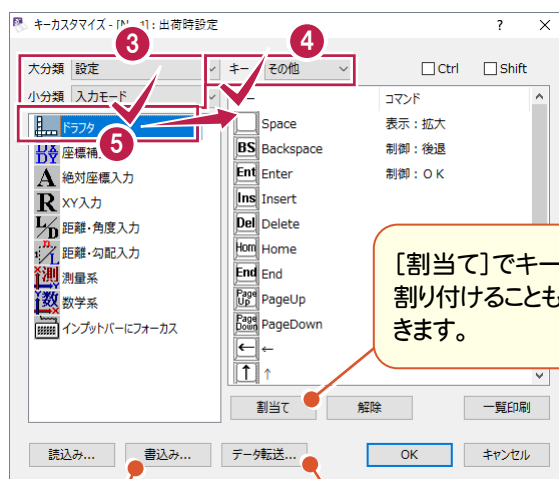 キーカスタマイズ - [N 1] : 出荷時設定 ? ×
3 4
大分類 設定 キー その他 Ctrl Shift
小分類 入力モード
キー コマンド
ドラフタ
5
座標補
A 絶対座標入力
R XY入力
L/D 距離・角度入力
距離・勾配入力
測 測量系
数 数学系
インプットバーにフォーカス
Space 表示：拡大
BS Backspace 制御：後退
Ent Enter 制御：ＯＫ
Ins Insert
Del Delete
Hom Home
End End
Page Up PageUp
Page Down PageDown
← ←
↑ ↑
[割当て]でキー
割り付けることも
きます。
割当て 解除 一覧印刷
読込み... 書込み... データ転送... OK キャンセル